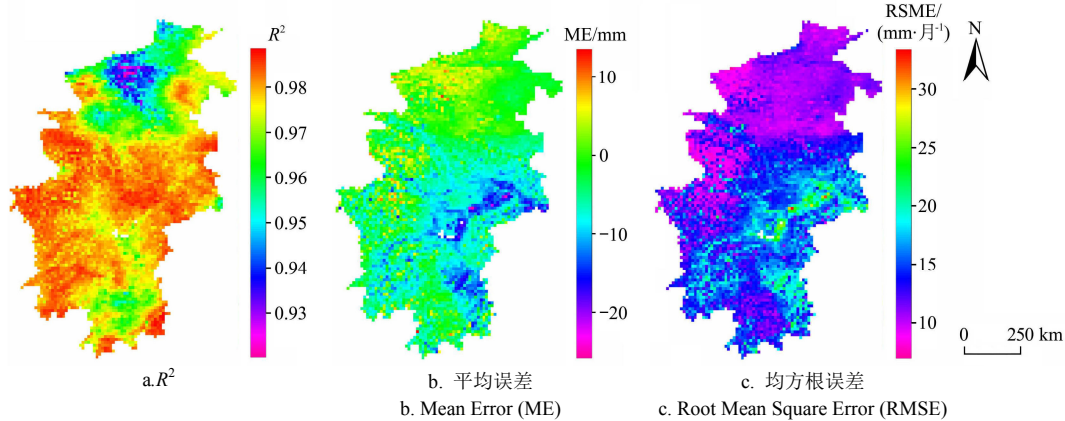 R²
0.98
0.97
0.96
0.95
0.94
0.93
a.R²
ME/mm
10
0
−10
−20
b. 平均误差
b. Mean Error (ME)
RSME/
(mm·月⁻¹)
30
25
20
15
10
c. 均方根误差
c. Root Mean Square Error (RMSE)
N
0 250 km